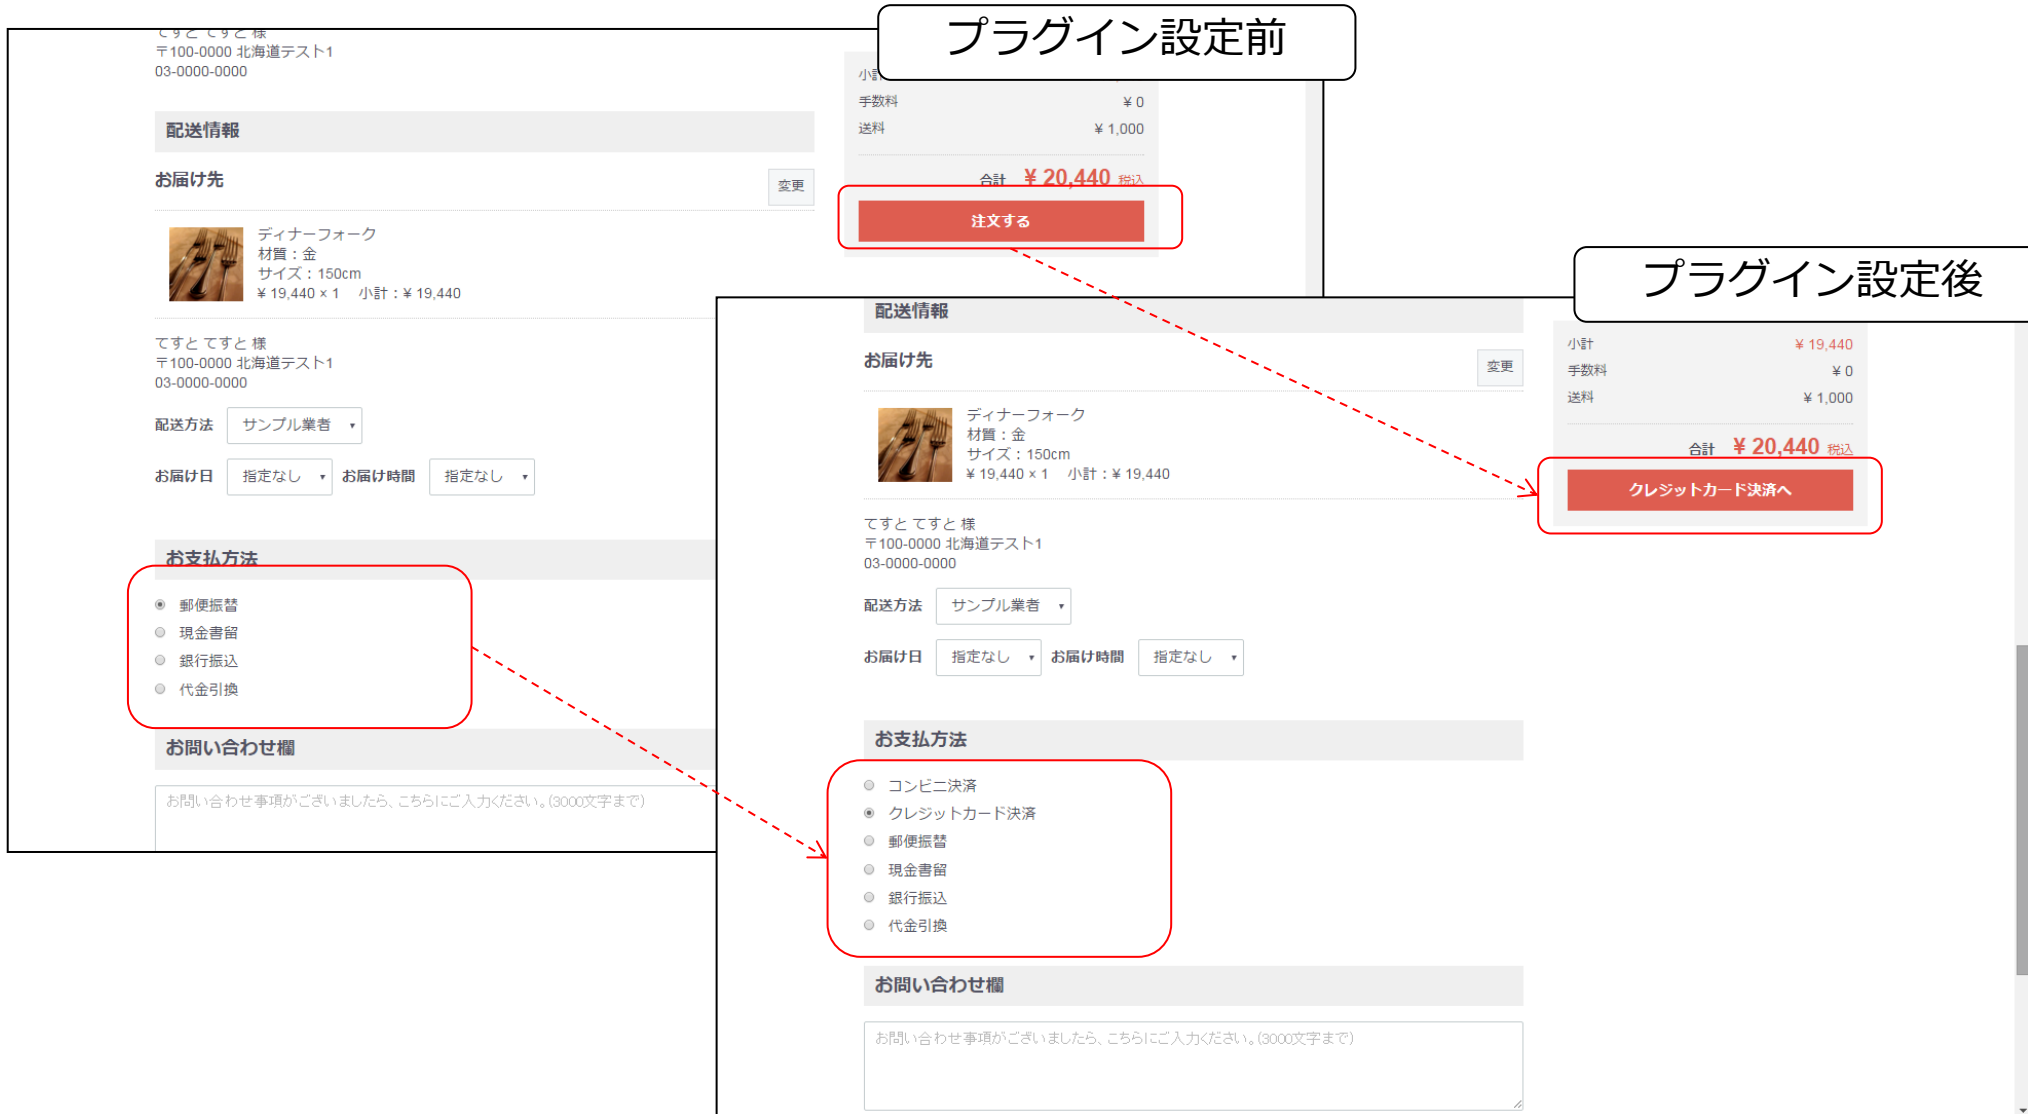 プラグイン設定前
てすと てすと 様
〒100-0000 北海道テスト1
03-0000-0000
配送情報
お届け先
変更
ディナーフォーク
材質：金
サイズ：150cm
¥ 19,440 × 1　小計：¥ 19,440
てすと てすと 様
〒100-0000 北海道テスト1
03-0000-0000
配送方法 サンプル業者
お届け日 指定なし お届け時間 指定なし
お支払方法
郵便振替
現金書留
銀行振込
代金引換
お問い合わせ欄
お問い合わせ事項がございましたら、こちらにご入力ください。(3000文字まで)
小計
手数料 ¥ 0
送料 ¥ 1,000
合計 ¥ 20,440 税込
注文する
プラグイン設定後
配送情報
お届け先
変更
ディナーフォーク
材質：金
サイズ：150cm
¥ 19,440 × 1　小計：¥ 19,440
てすと てすと 様
〒100-0000 北海道テスト1
03-0000-0000
配送方法 サンプル業者
お届け日 指定なし お届け時間 指定なし
お支払方法
コンビニ決済
クレジットカード決済
郵便振替
現金書留
銀行振込
代金引換
お問い合わせ欄
お問い合わせ事項がございましたら、こちらにご入力ください。(3000文字まで)
小計 ¥ 19,440
手数料 ¥ 0
送料 ¥ 1,000
合計 ¥ 20,440 税込
クレジットカード決済へ